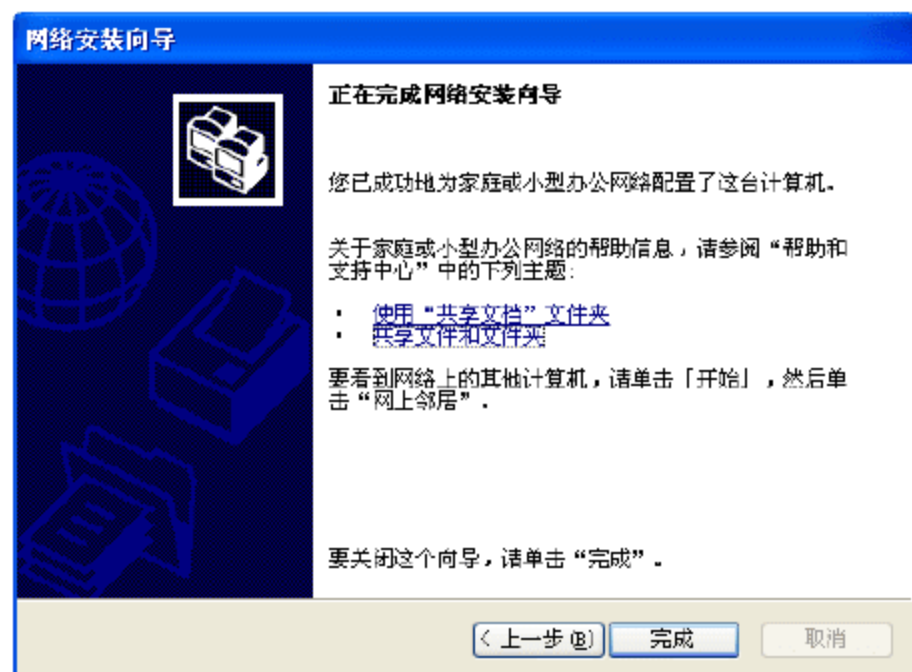 网络安装向导
正在完成网络安装向导
您已成功地为家庭或小型办公网络配置了这台计算机。
关于家庭或小型办公网络的帮助信息，请参阅“帮助和
支持中心”中的下列主题:
· 使用“共享文档”文件夹
· 共享文件和文件夹
要看到网络上的其他计算机，请单击「开始」，然后单
击“网上邻居”。
要关闭这个向导，请单击“完成”。
< 上一步(B) 完成 取消